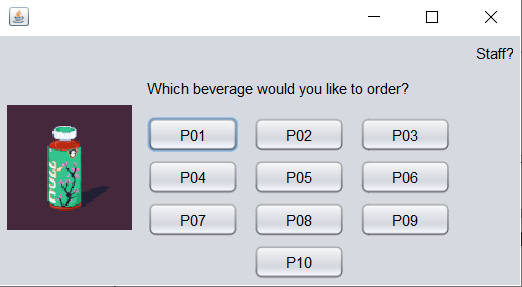 Staff?
Which beverage would you like to order?
P01 P02 P03
P04 P05 P06
P07 P08 P09
P10